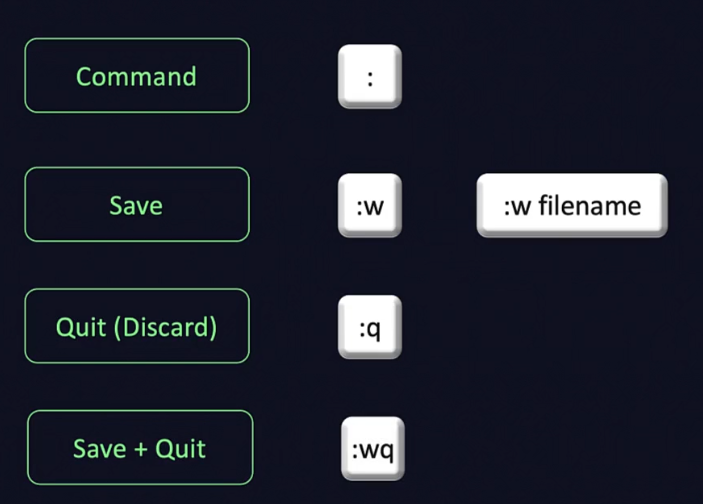 Command :
Save :w :w filename
Quit (Discard) :q
Save + Quit :wq